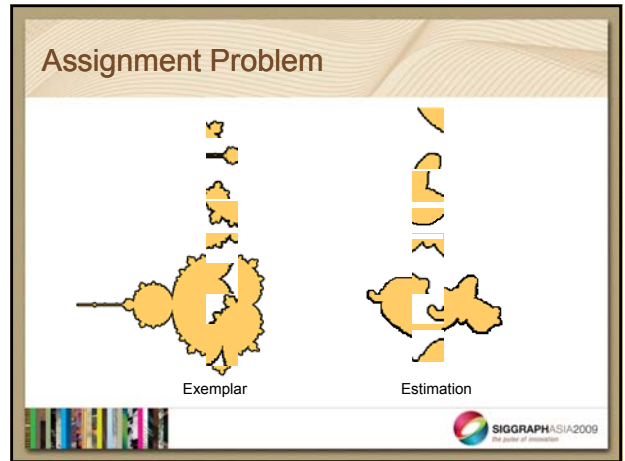 Assignment Problem
Exemplar
Estimation
SIGGRAPHASIA2009
the pulse of innovation